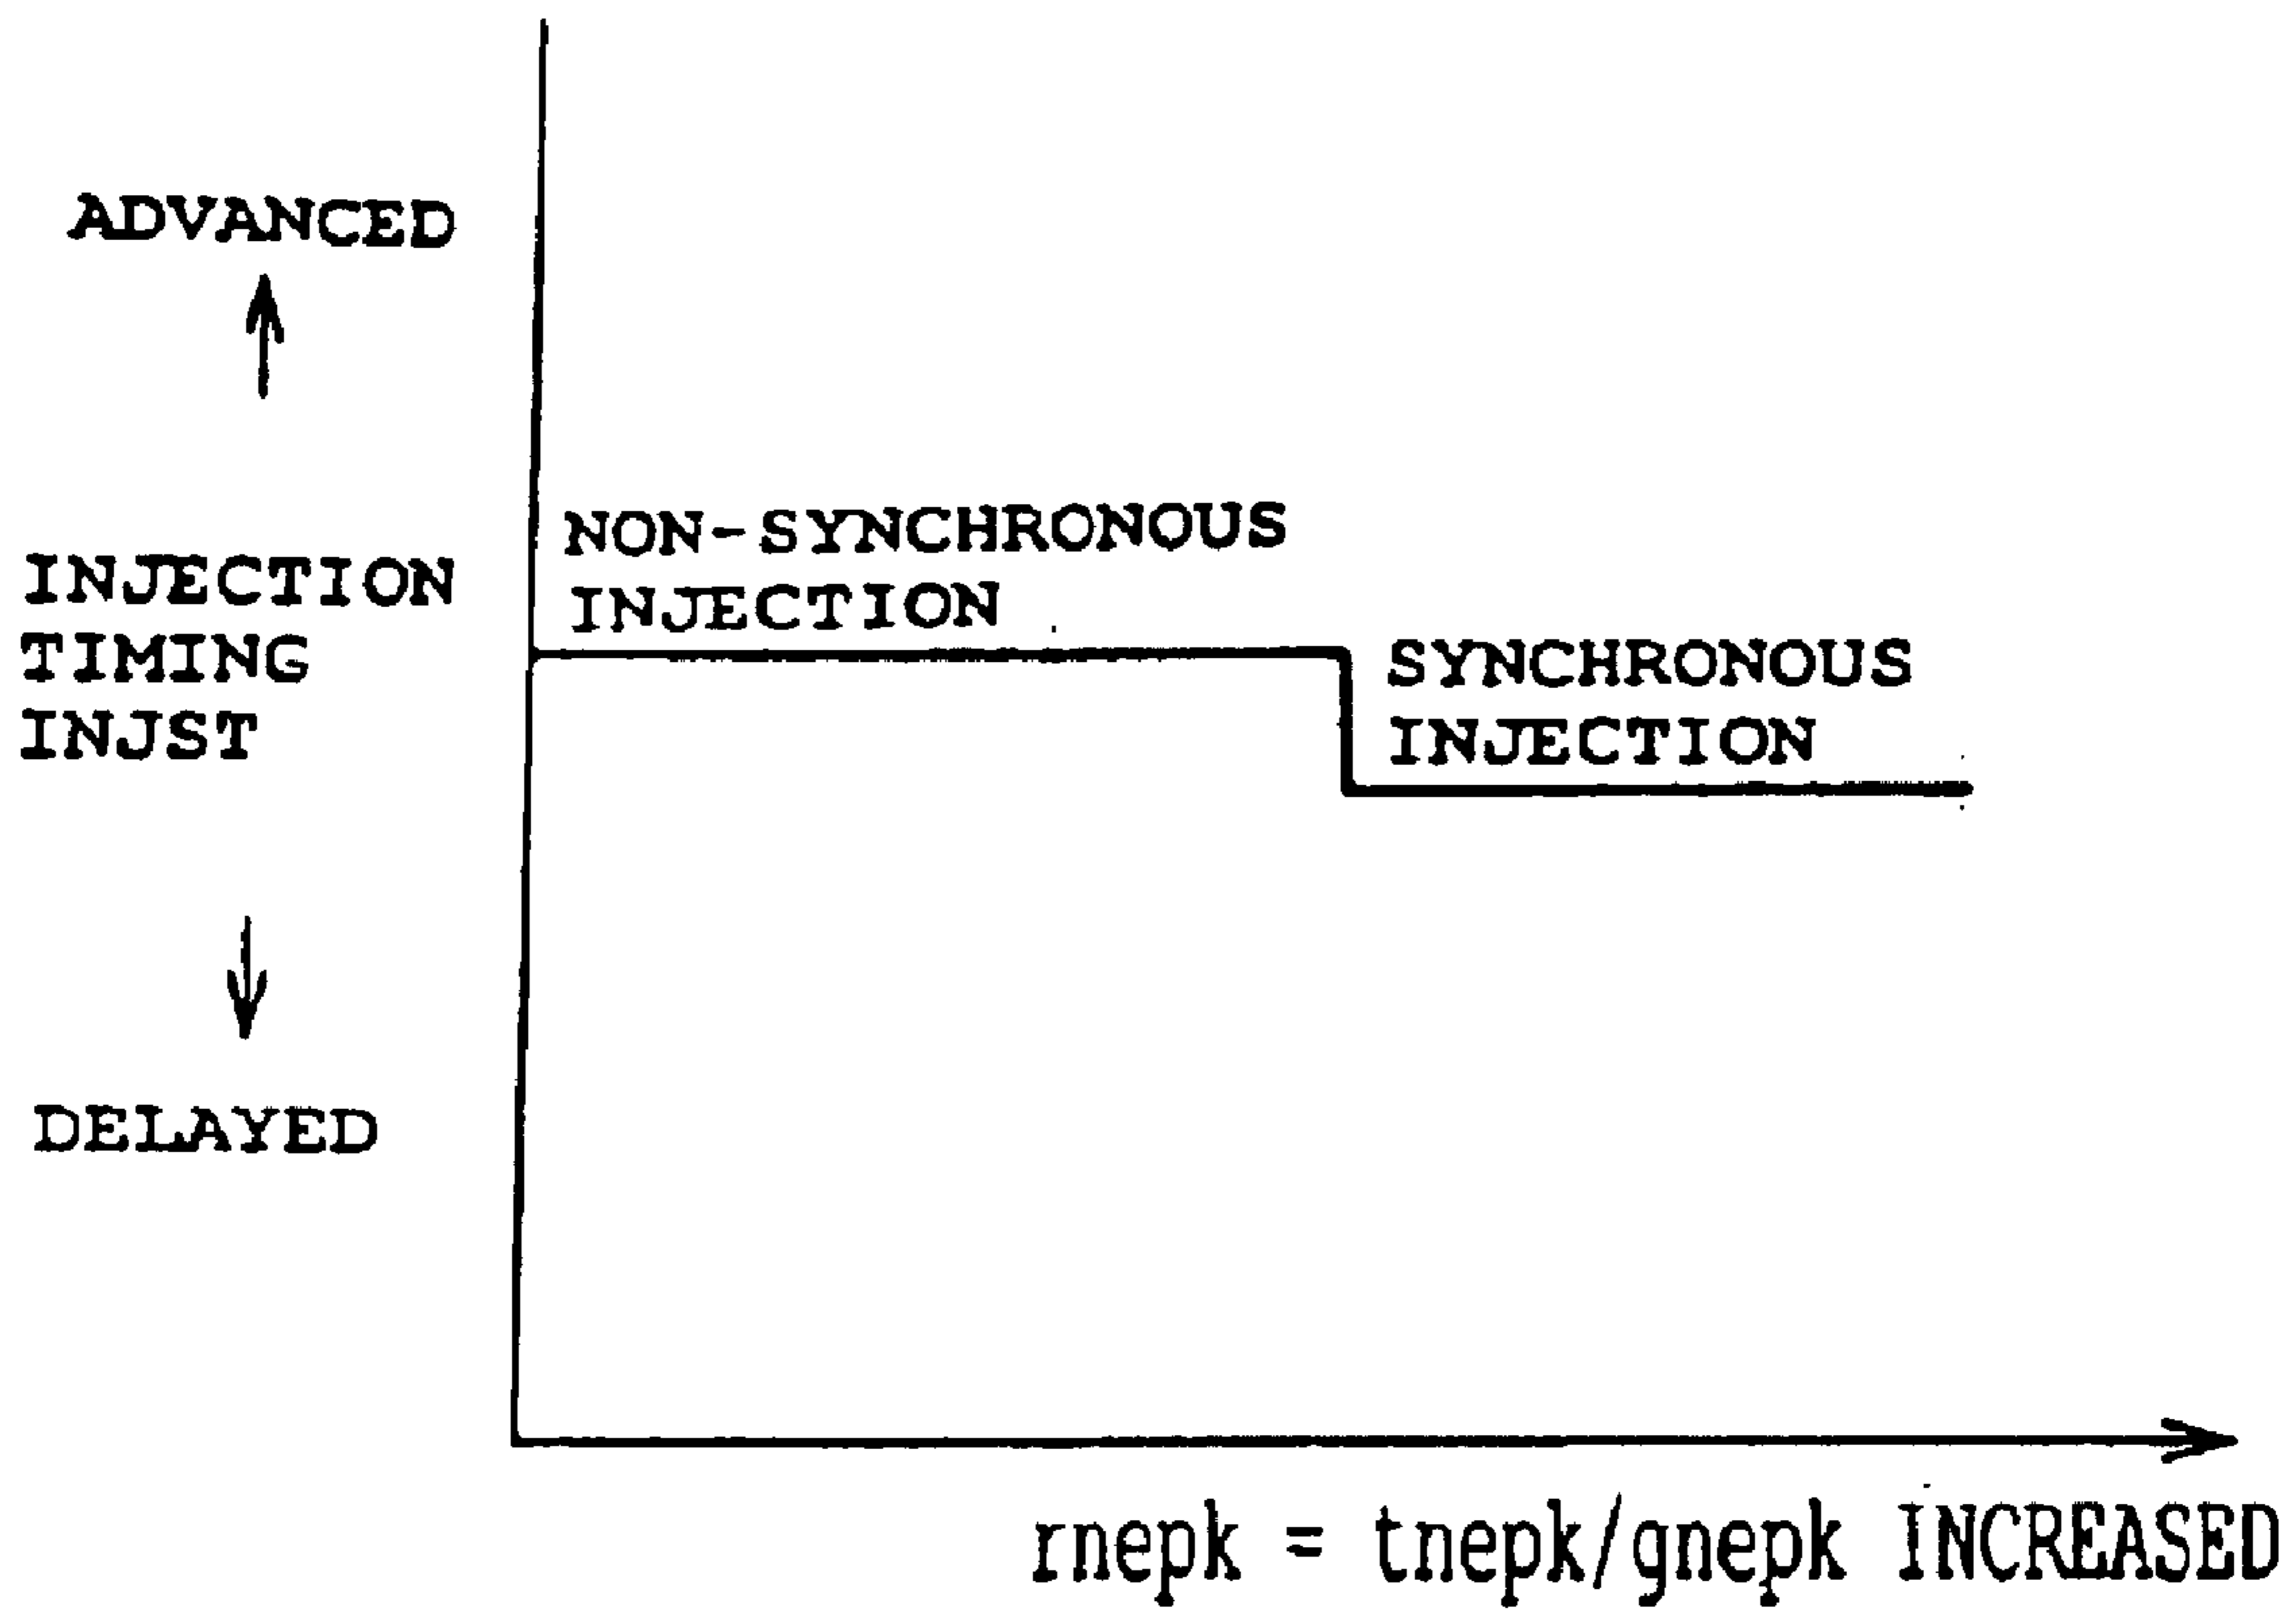 ADVANCED
INJECTION
TIMING
INJST
DELAYED
NON-SYNCHRONOUS
INJECTION
SYNCHRONOUS
INJECTION
rnepk = tnepk/gnepk INCREASED